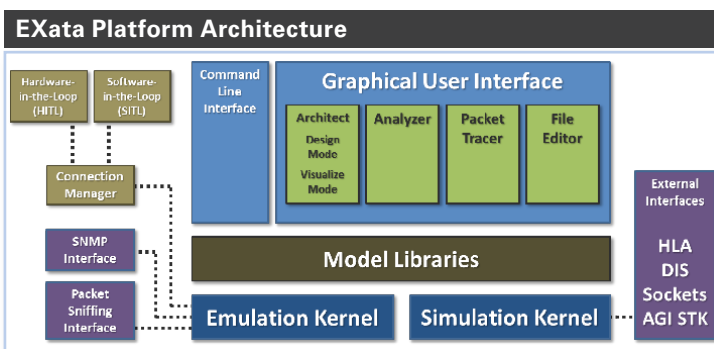 EXata Platform Architecture
Hardware-
in-the-Loop
(HITL)
Software-
in-the-Loop
(SITL)
Connection
Manager
SNMP
Interface
Packet
Sniffing
Interface
Command
Line
Interface
Graphical User Interface
Architect
Design
Mode
Visualize
Mode
Analyzer
Packet
Tracer
File
Editor
Model Libraries
Emulation Kernel
Simulation Kernel
External
Interfaces
HLA
DIS
Sockets
AGI STK